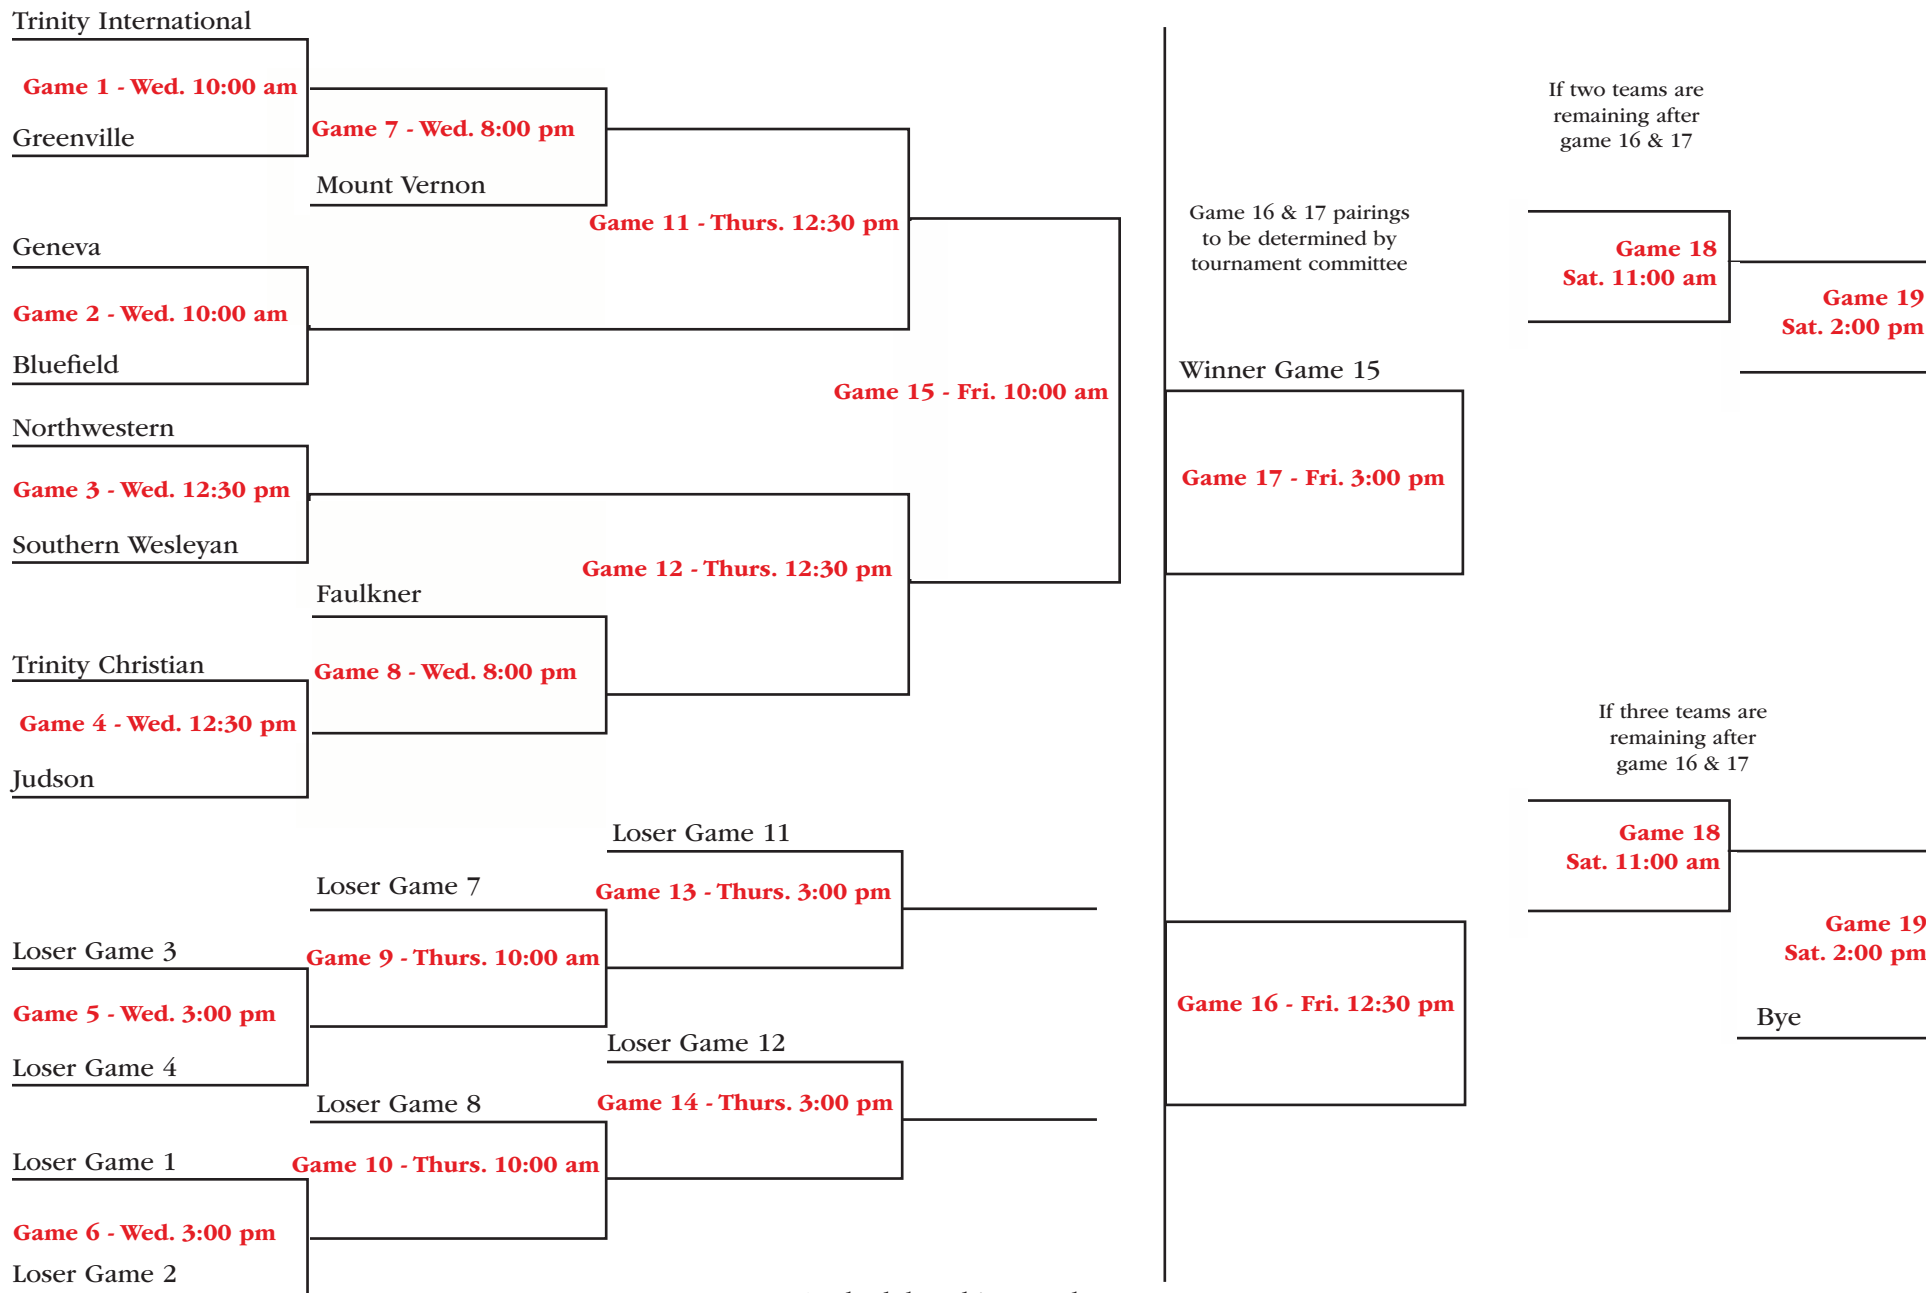 Trinity International
Game 1 - Wed. 10:00 am
Greenville
Game 7 - Wed. 8:00 pm
Mount Vernon
Geneva
Game 2 - Wed. 10:00 am
Bluefield
Game 11 - Thurs. 12:30 pm
Northwestern
Game 3 - Wed. 12:30 pm
Southern Wesleyan
Faulkner
Game 12 - Thurs. 12:30 pm
Game 15 - Fri. 10:00 am
Trinity Christian
Game 8 - Wed. 8:00 pm
Game 4 - Wed. 12:30 pm
Judson
Loser Game 11
Loser Game 7
Game 13 - Thurs. 3:00 pm
Loser Game 3
Game 9 - Thurs. 10:00 am
Game 5 - Wed. 3:00 pm
Loser Game 4
Loser Game 12
Loser Game 8
Game 14 - Thurs. 3:00 pm
Loser Game 1
Game 10 - Thurs. 10:00 am
Game 6 - Wed. 3:00 pm
Loser Game 2
Game 16 & 17 pairings
to be determined by
tournament committee
Winner Game 15
Game 17 - Fri. 3:00 pm
Game 16 - Fri. 12:30 pm
If two teams are
remaining after
game 16 & 17
Game 18
Sat. 11:00 am
Game 19
Sat. 2:00 pm
If three teams are
remaining after
game 16 & 17
Game 18
Sat. 11:00 am
Game 19
Sat. 2:00 pm
Bye